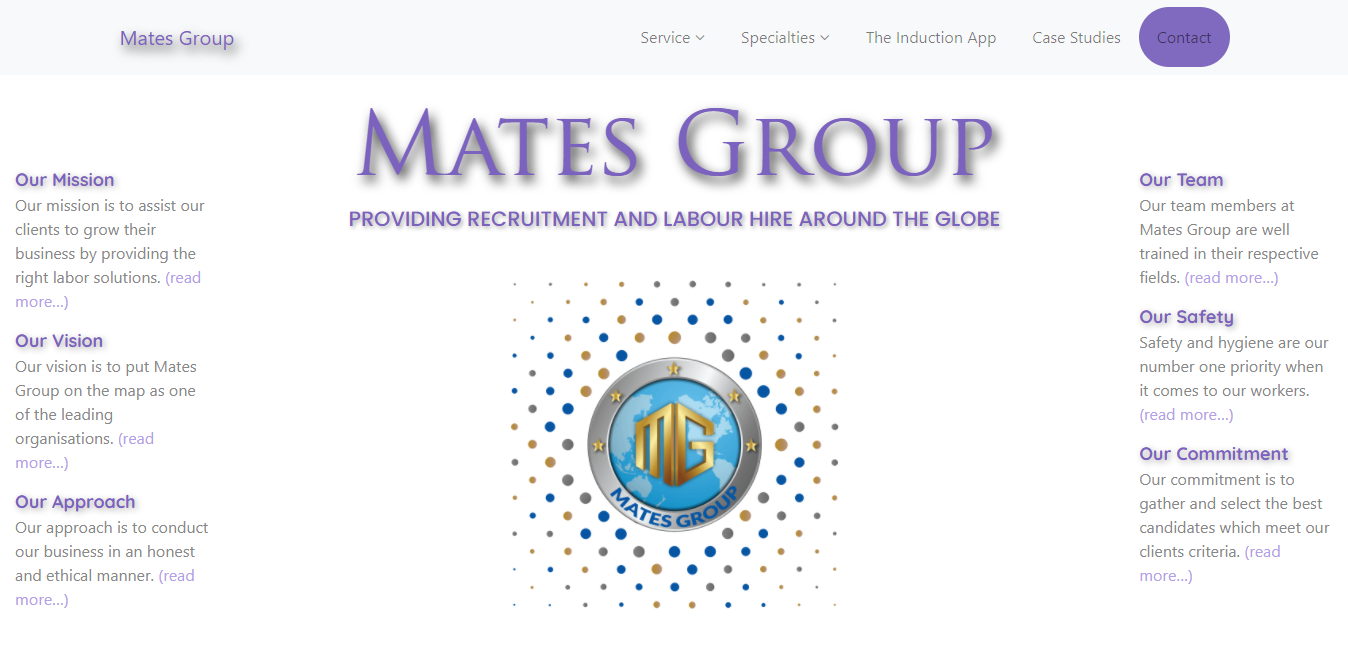 Mates Group
Service
Specialties
The Induction App
Case Studies
Contact
Mates Group
PROVIDING RECRUITMENT AND LABOUR HIRE AROUND THE GLOBE
Our Mission
Our mission is to assist our
clients to grow their
business by providing the
right labor solutions. (read
more...)
Our Vision
Our vision is to put Mates
Group on the map as one
of the leading
organisations. (read
more...)
Our Approach
Our approach is to conduct
our business in an honest
and ethical manner. (read
more...)
MG
MATES GROUP
Our Team
Our team members at
Mates Group are well
trained in their respective
fields. (read more...)
Our Safety
Safety and hygiene are our
number one priority when
it comes to our workers.
(read more...)
Our Commitment
Our commitment is to
gather and select the best
candidates which meet our
clients criteria. (read
more...)